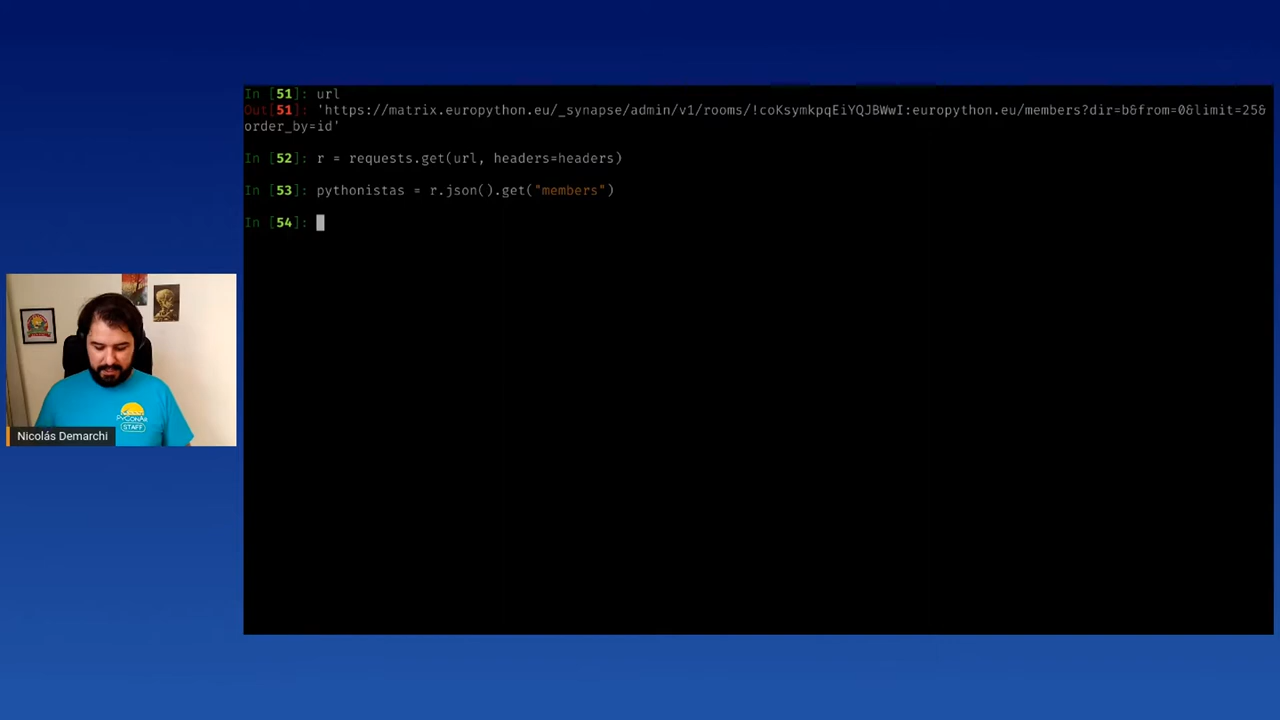 In [51]: url
Out[51]: 'https://matrix.europython.eu/_synapse/admin/v1/rooms/!coKsymkpqEiYQJBWwI:europython.eu/members?dir=b&from=0&limit=25&
order_by=id'
In [52]: r = requests.get(url, headers=headers)
In [53]: pythonistas = r.json().get("members")
In [54]:
PyConAr
STAFF
Nicolás Demarchi